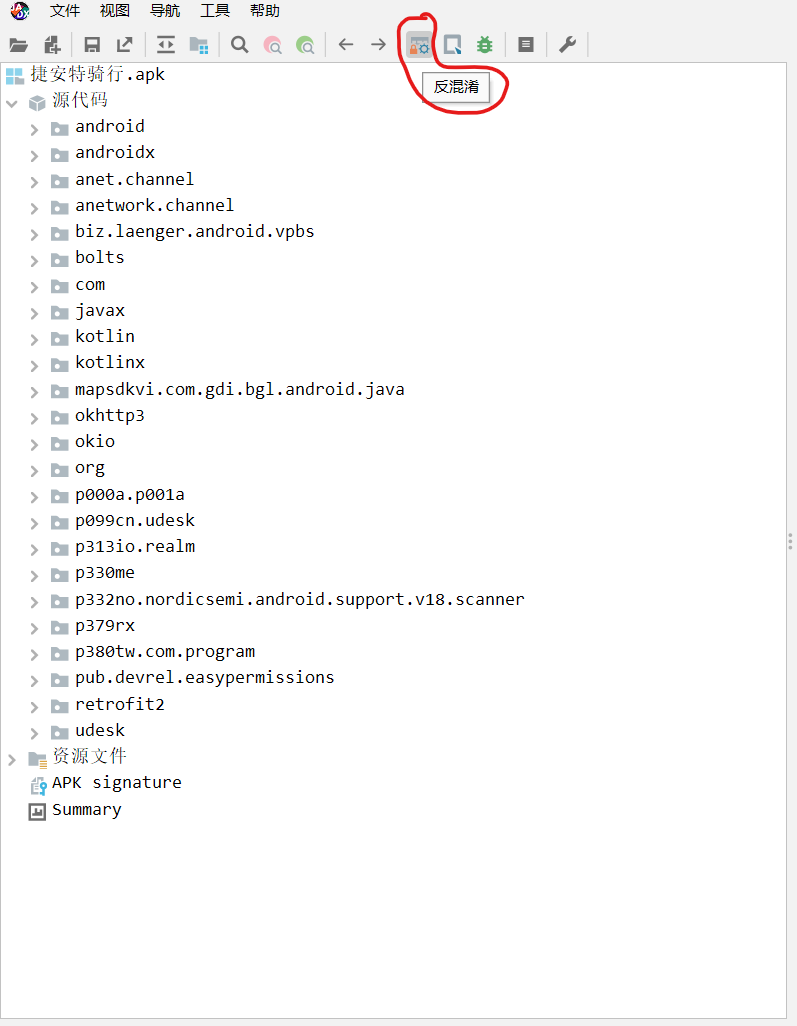 文件 视图 导航 工具 帮助
捷安特骑行.apk
反混淆
源代码
android
androidx
anet.channel
anetwork.channel
biz.laenger.android.vpbs
bolts
com
javax
kotlin
kotlinx
mapsdkvi.com.gdi.bgl.android.java
okhttp3
okio
org
p000a.p001a
p099cn.udesk
p313io.realm
p330me
p332no.nordicsemi.android.support.v18.scanner
p379rx
p380tw.com.program
pub.devrel.easypermissions
retrofit2
udesk
资源文件
APK signature
Summary